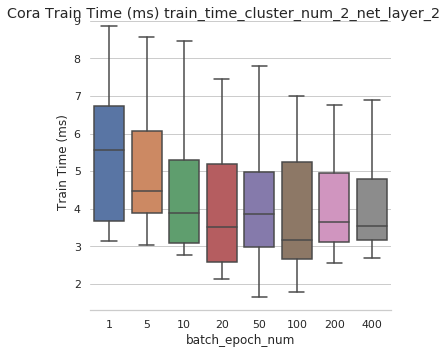 Cora Train Time (ms) train_time_cluster_num_2_net_layer_2
9
8
7
6
5
4
3
2
Train Time (ms)
1 5 10 20 50 100 200 400
batch_epoch_num